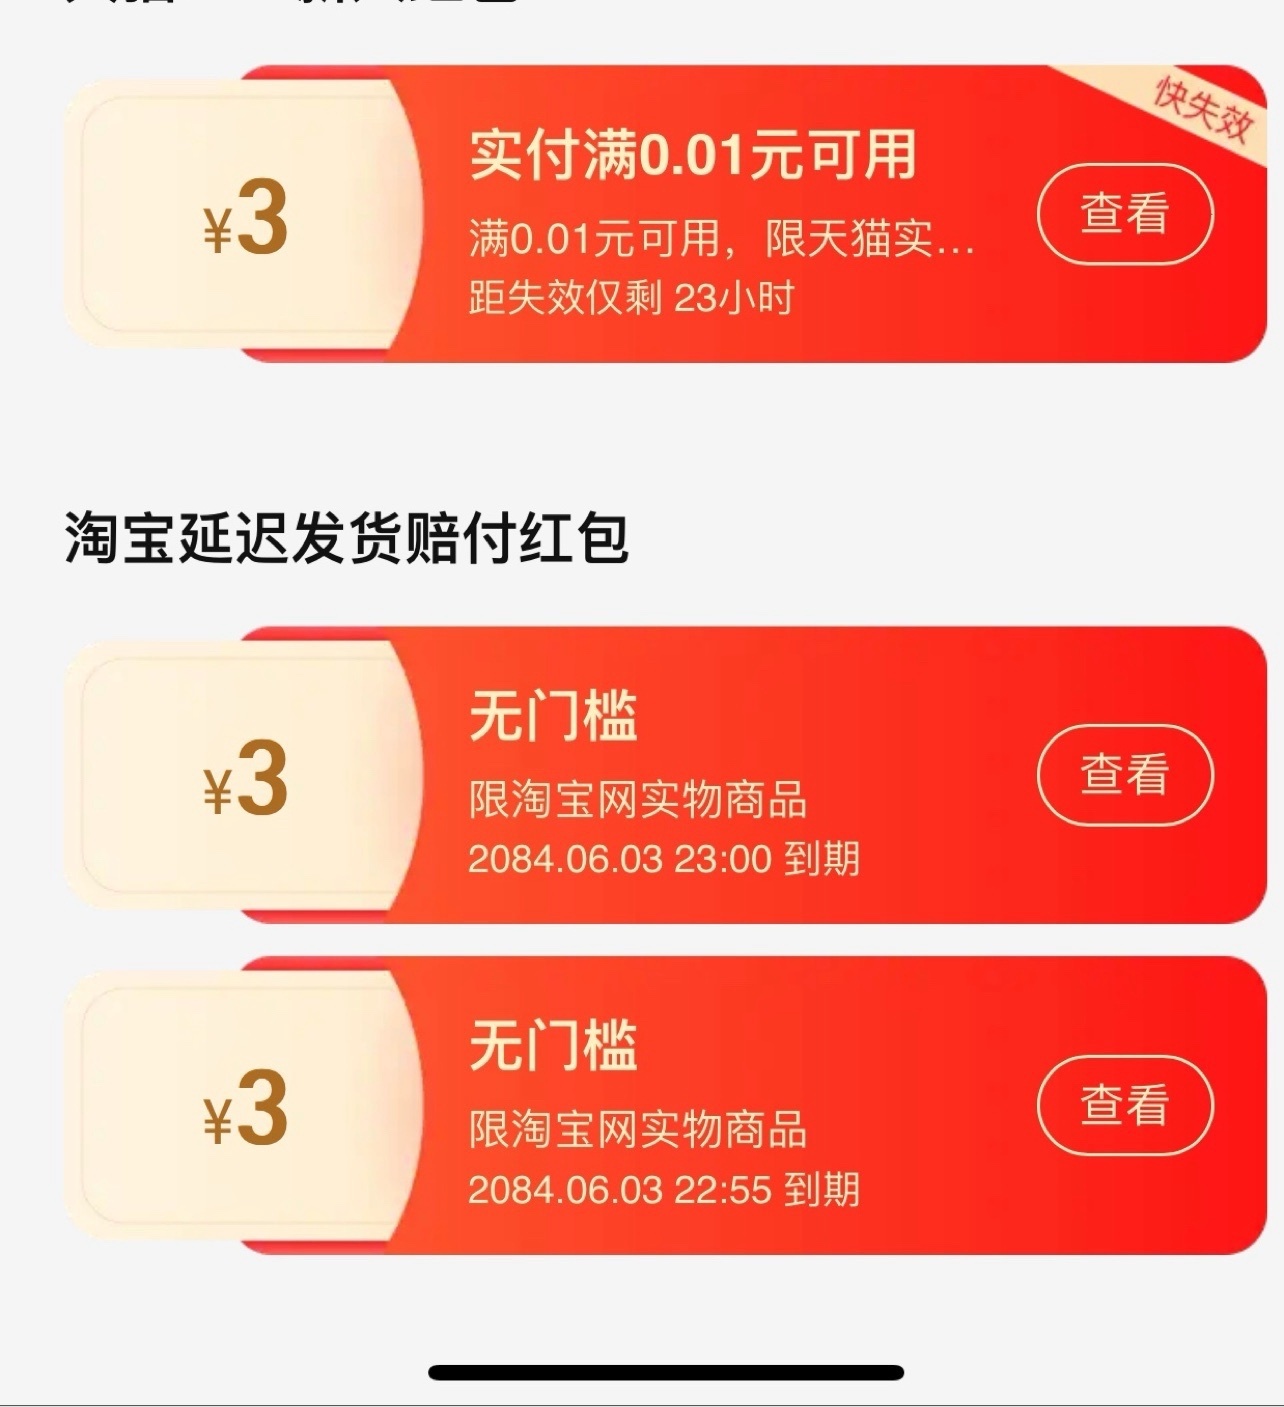 快失效
¥3
实付满0.01元可用
满0.01元可用，限天猫实...
距失效仅剩 23小时
查看
淘宝延迟发货赔付红包
¥3
无门槛
限淘宝网实物商品
2084.06.03 23:00 到期
查看
¥3
无门槛
限淘宝网实物商品
2084.06.03 22:55 到期
查看